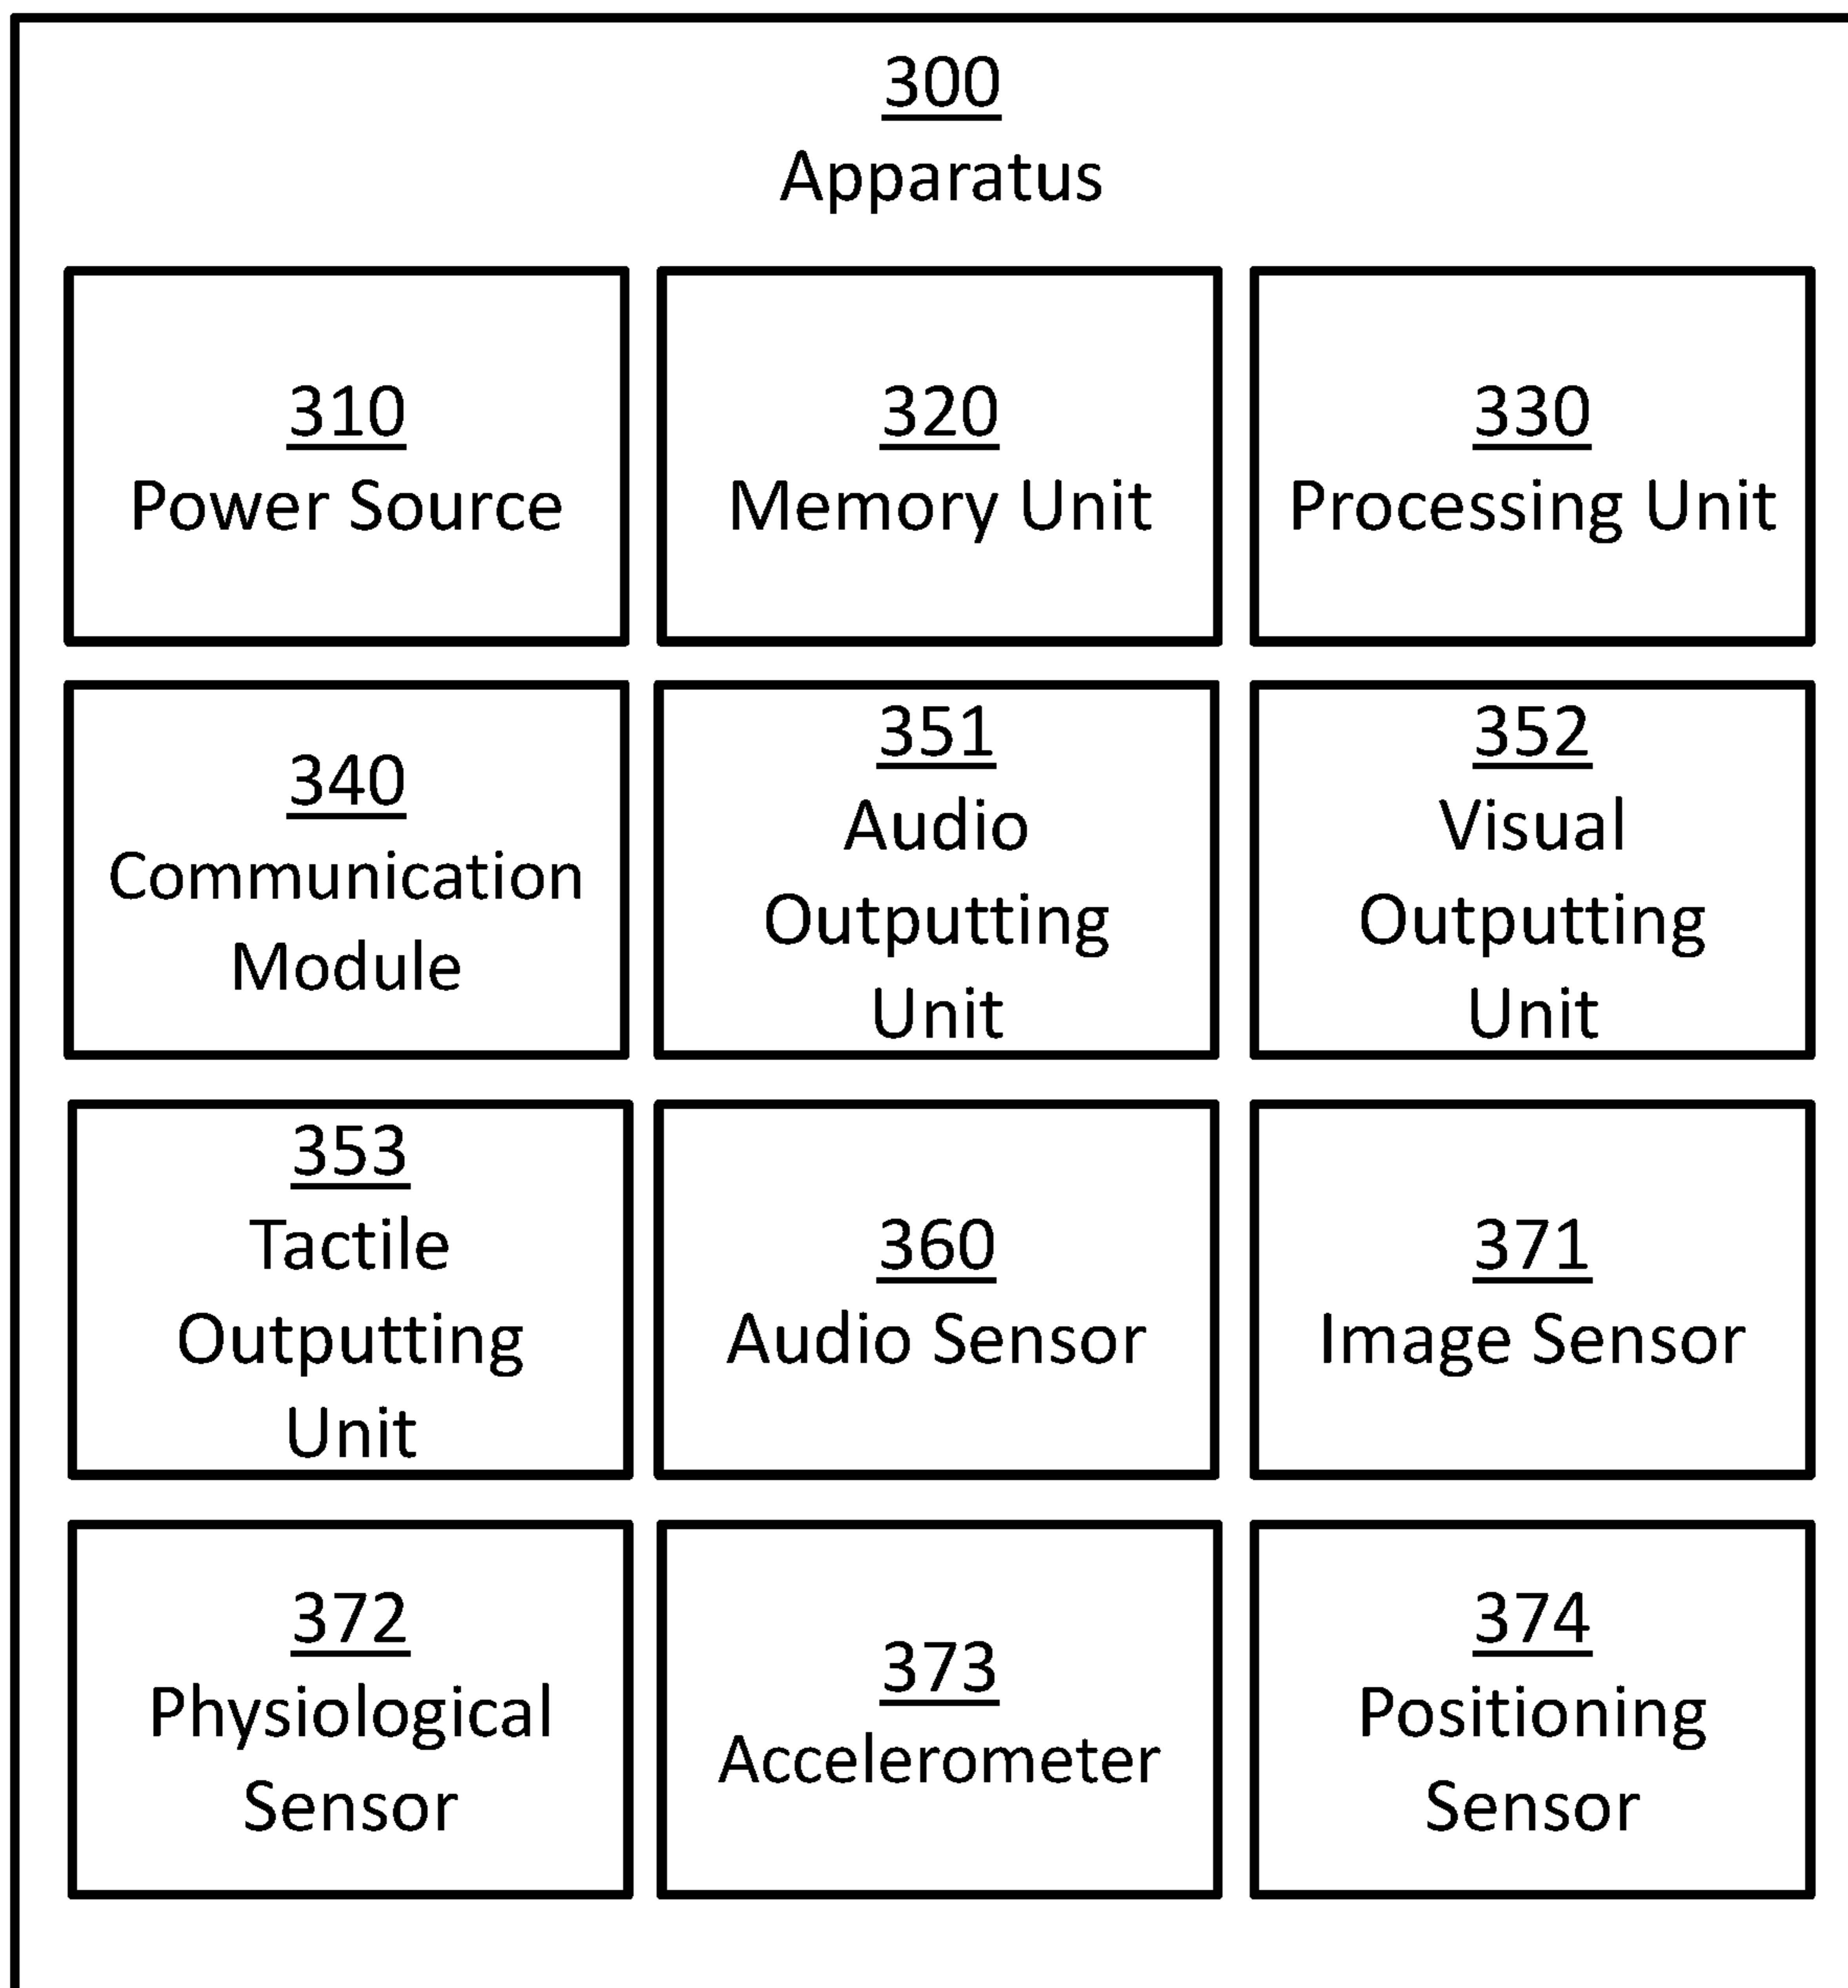 300
Apparatus
310
Power Source
320
Memory Unit
330
Processing Unit
340
Communication
Module
351
Audio
Outputting
Unit
352
Visual
Outputting
Unit
353
Tactile
Outputting
Unit
360
Audio Sensor
371
Image Sensor
372
Physiological
Sensor
373
Accelerometer
374
Positioning
Sensor